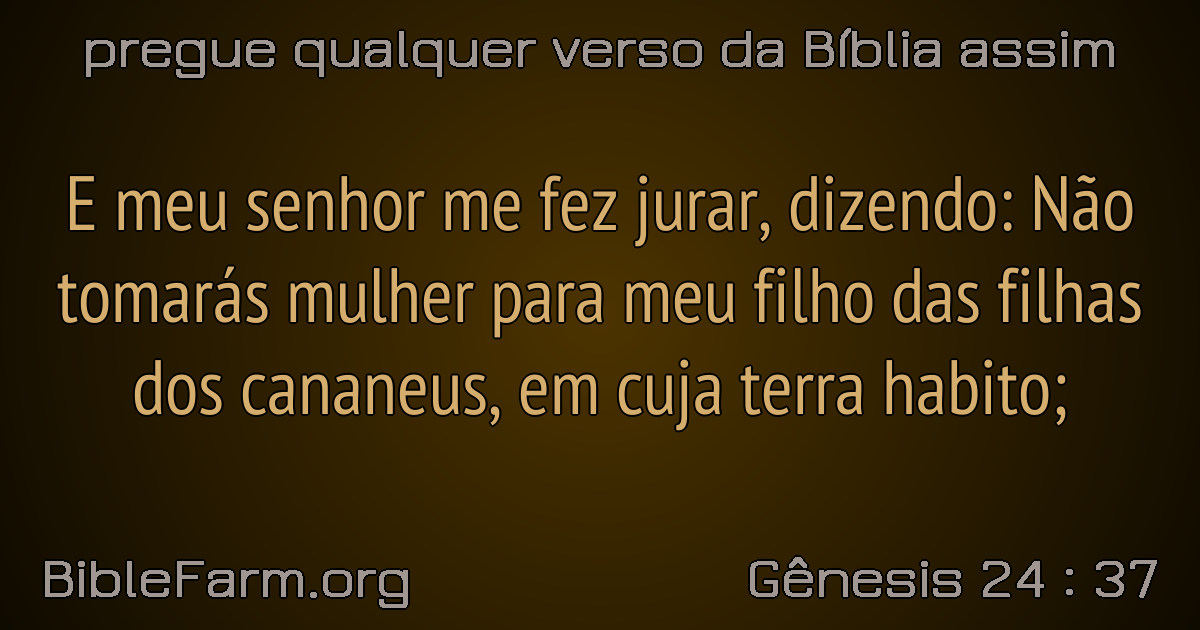 pregue qualquer verso da Bíblia assim
E meu senhor me fez jurar, dizendo: Não
tomarás mulher para meu filho das filhas
dos cananeus, em cuja terra habito;
BibleFarm.org
Gênesis 24 : 37